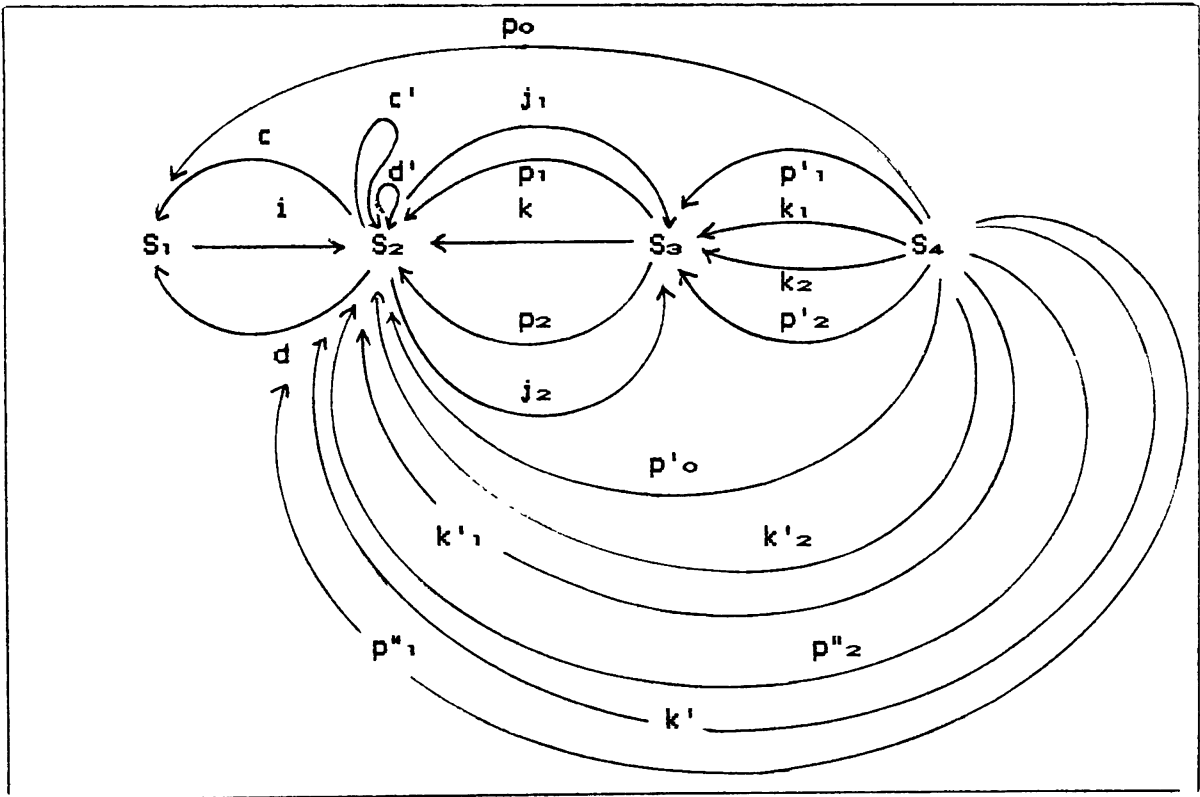 p₀
c' j₁
c
d' p₁ p'₁
i k k₁
S₁ S₂ S₃ S₄
k₂
p₂ p'₂
d
j₂
p'₀
k'₁ k'₂
p"₁ p"₂
k'